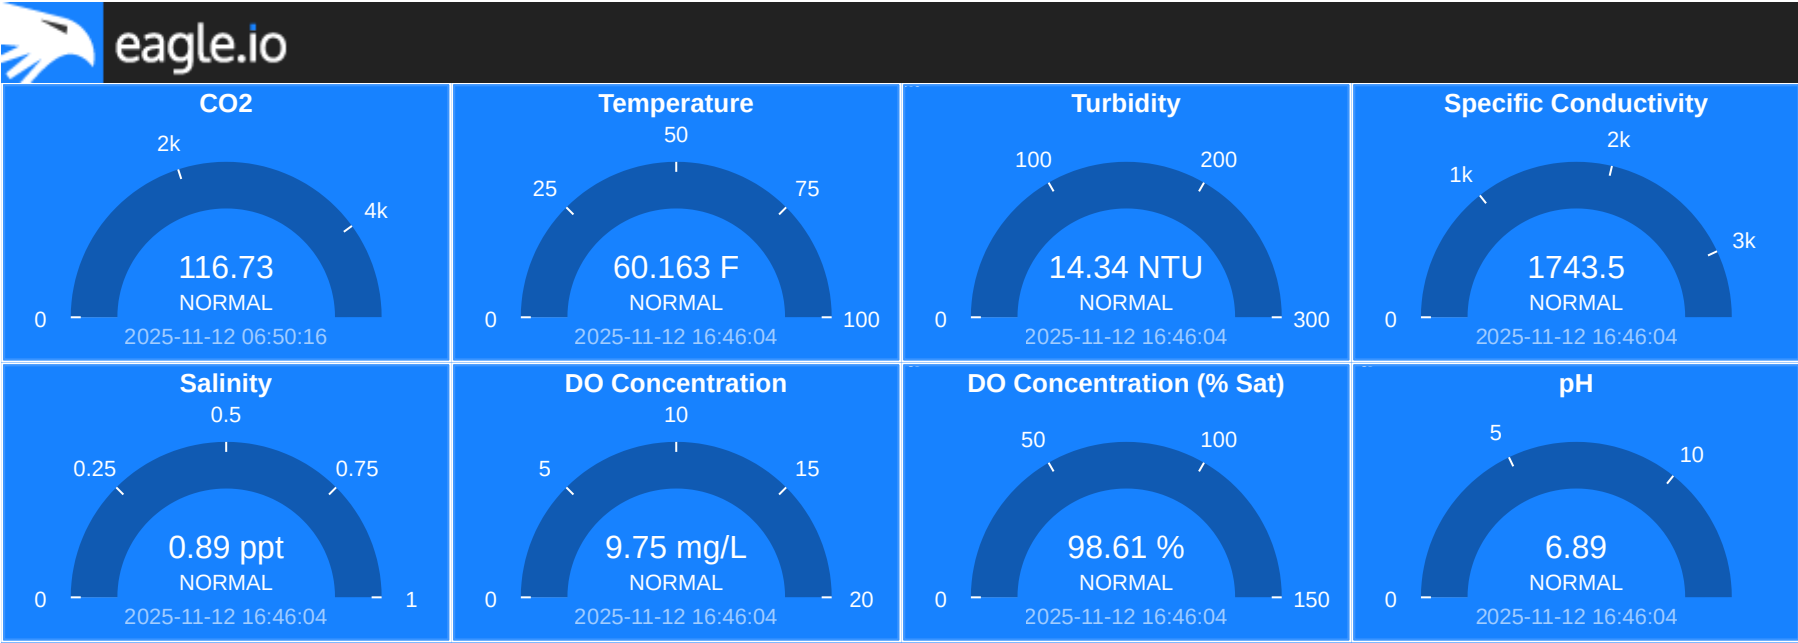 eagle.io
CO2
2k
4k
116.73
NORMAL
0
2025-11-12 06:50:16
Temperature
50
25
75
60.163 F
NORMAL
0
100
2025-11-12 16:46:04
Turbidity
100
200
14.34 NTU
NORMAL
0
300
2025-11-12 16:46:04
Specific Conductivity
2k
1k
3k
1743.5
NORMAL
0
2025-11-12 16:46:04
Salinity
0.5
0.25
0.75
0.89 ppt
NORMAL
0
1
2025-11-12 16:46:04
DO Concentration
10
5
15
9.75 mg/L
NORMAL
0
20
2025-11-12 16:46:04
DO Concentration (% Sat)
50
100
98.61 %
NORMAL
0
150
2025-11-12 16:46:04
pH
5
10
6.89
NORMAL
0
2025-11-12 16:46:04